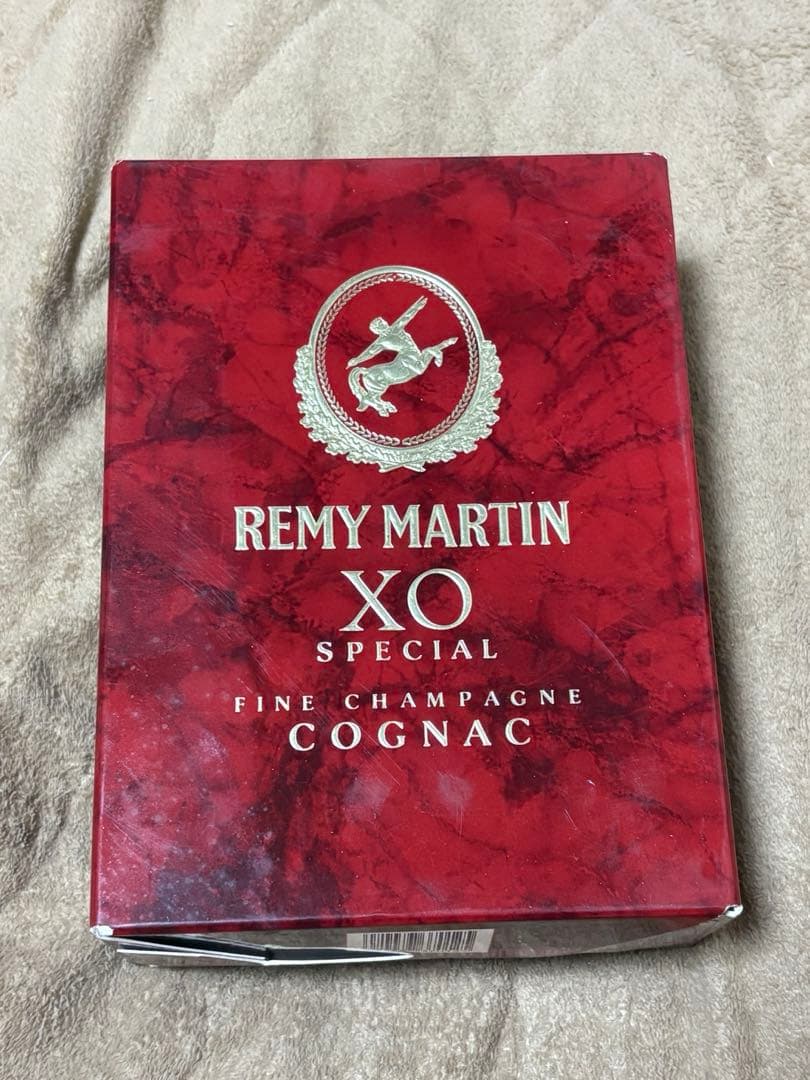 REMY MARTIN
XO
SPECIAL
FINE CHAMPAGNE
COGNAC